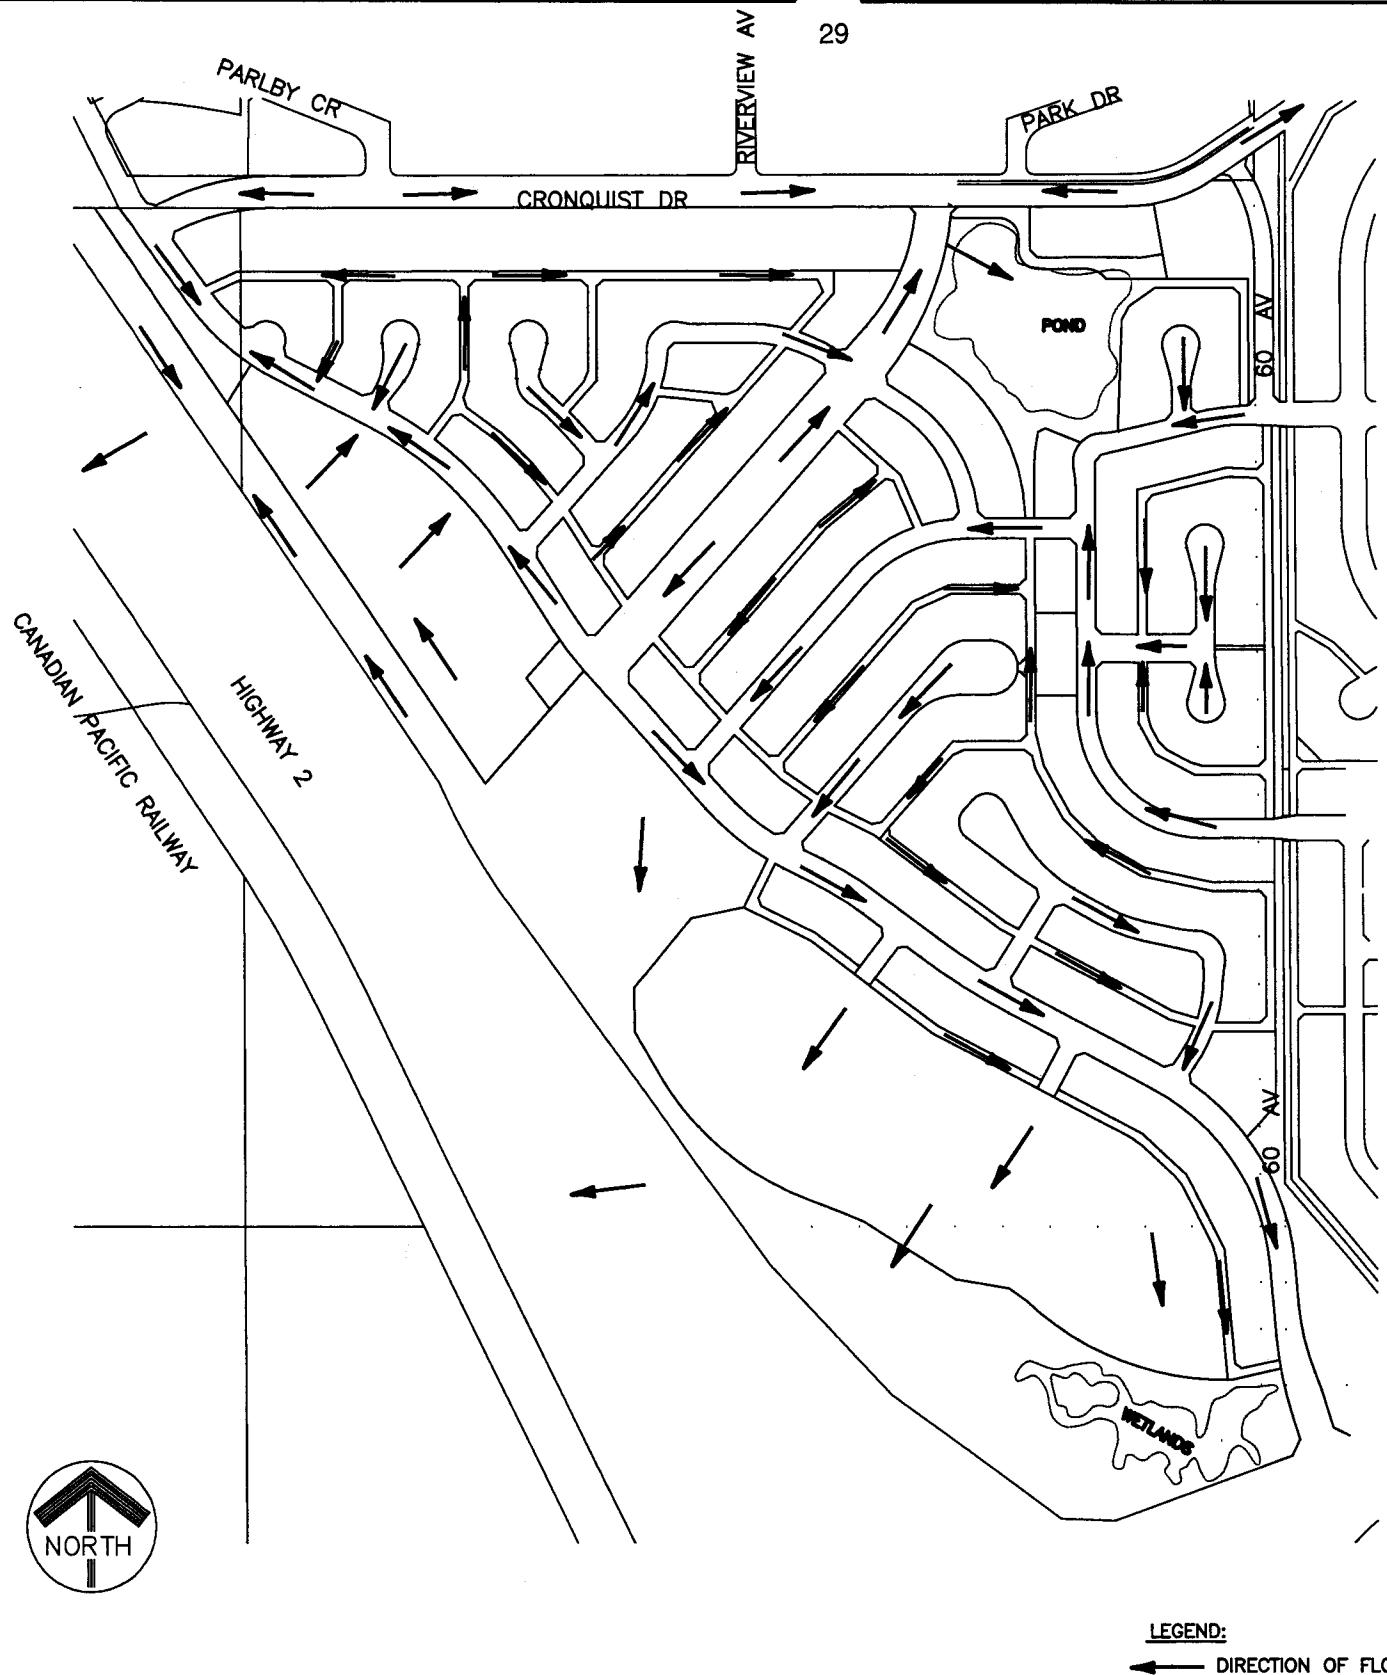 29
PARLBY CR
RIVERVIEW AV
PARK DR
CRONQUIST DR
POND
60 AV
CANADIAN PACIFIC RAILWAY
HIGHWAY 2
60 AV
WETLANDS
NORTH
LEGEND:
DIRECTION OF